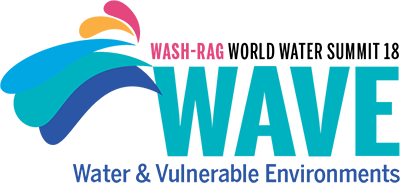 WASH-RAG WORLD WATER SUMMIT 18
WAVE
Water & Vulnerable Environments